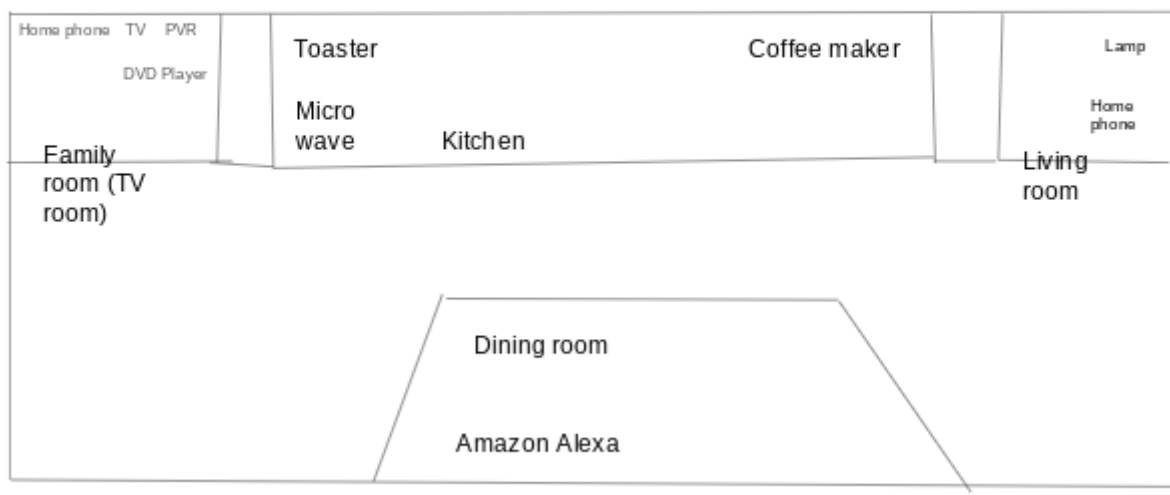 Home phone TV PVR
DVD Player
Family
room (TV
room)
Toaster
Coffee maker
Micro
wave
Kitchen
Lamp
Home
phone
Living
room
Dining room
Amazon Alexa